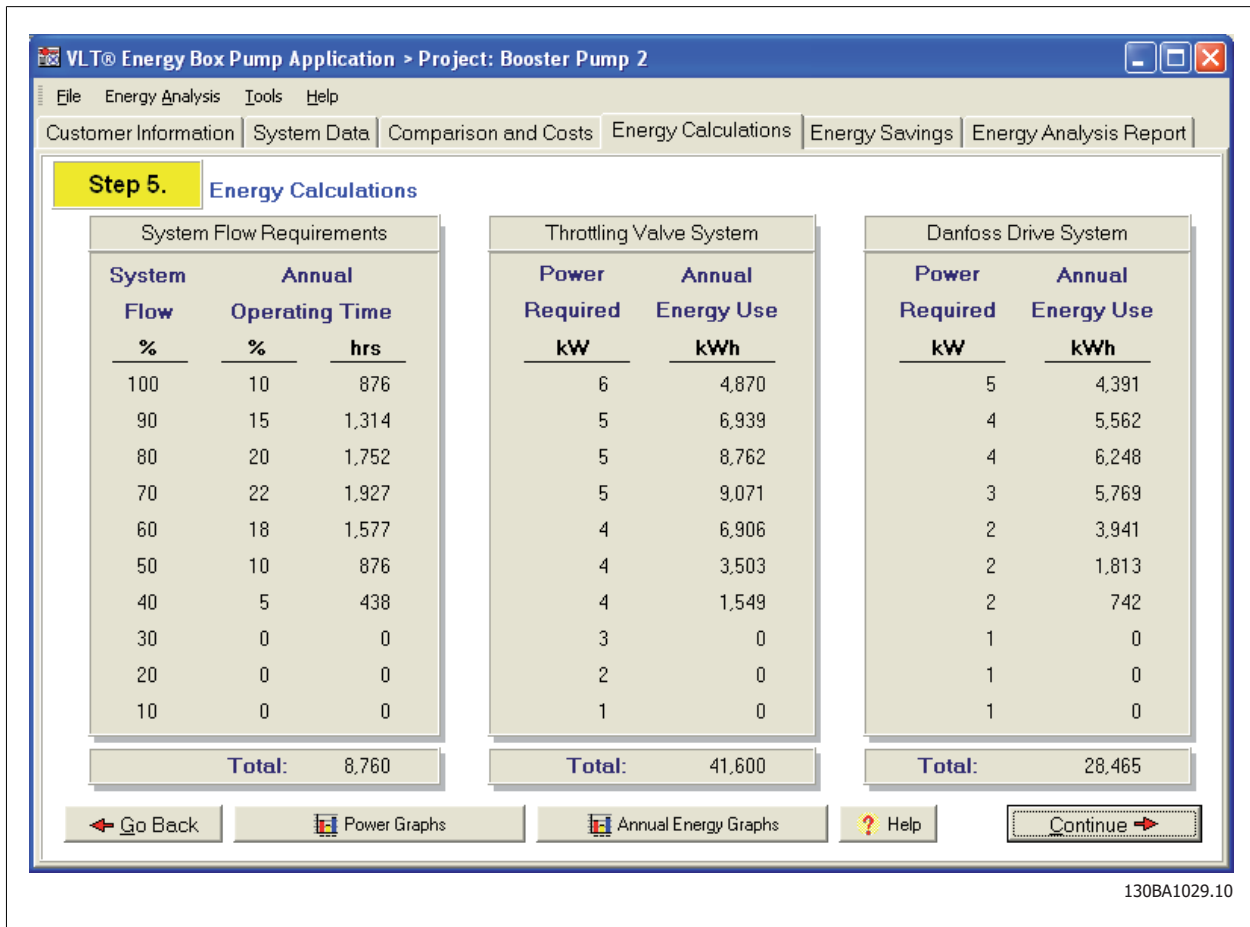 VLT® Energy Box Pump Application > Project: Booster Pump 2
File Energy Analysis Tools Help
Customer Information System Data Comparison and Costs Energy Calculations Energy Savings Energy Analysis Report
Step 5. Energy Calculations
System Flow Requirements Throttling Valve System Danfoss Drive System
System Annual Power Annual Power Annual
Flow Operating Time Required Energy Use Required Energy Use
% % hrs kW kWh kW kWh
100 10 876 6 4,870 5 4,391
90 15 1,314 5 6,939 4 5,562
80 20 1,752 5 8,762 4 6,248
70 22 1,927 5 9,071 3 5,769
60 18 1,577 4 6,906 2 3,941
50 10 876 4 3,503 2 1,813
40 5 438 4 1,549 2 742
30 0 0 3 0 1 0
20 0 0 2 0 1 0
10 0 0 1 0 1 0
Total: 8,760 Total: 41,600 Total: 28,465
Go Back Power Graphs Annual Energy Graphs ? Help Continue
130BA1029.10